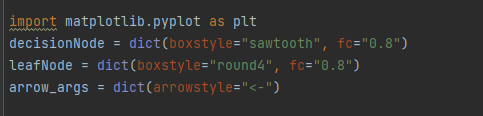 import matplotlib.pyplot as plt
decisionNode = dict(boxstyle="sawtooth", fc="0.8")
leafNode = dict(boxstyle="round4", fc="0.8")
arrow_args = dict(arrowstyle="<-")